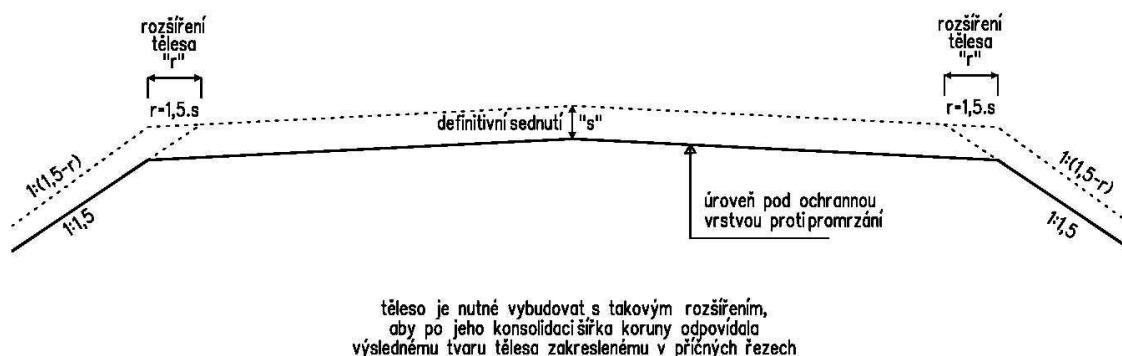 rozšíření
tělesa
"r"
r=1,5.s
rozšíření
tělesa
"r"
r=1,5.s
definitivní sednutí "s"
1:(1,5-r)
1:1,5
1:(1,5-r)
1:1,5
úroveň pod ochrannou
vrstvou proti promrzání
těleso je nutné vybudovat s takovým rozšířením,
aby po jeho konsolidaci šířka koruny odpovídala
výslednému tvaru tělesa zakreslenému v příčných řezech